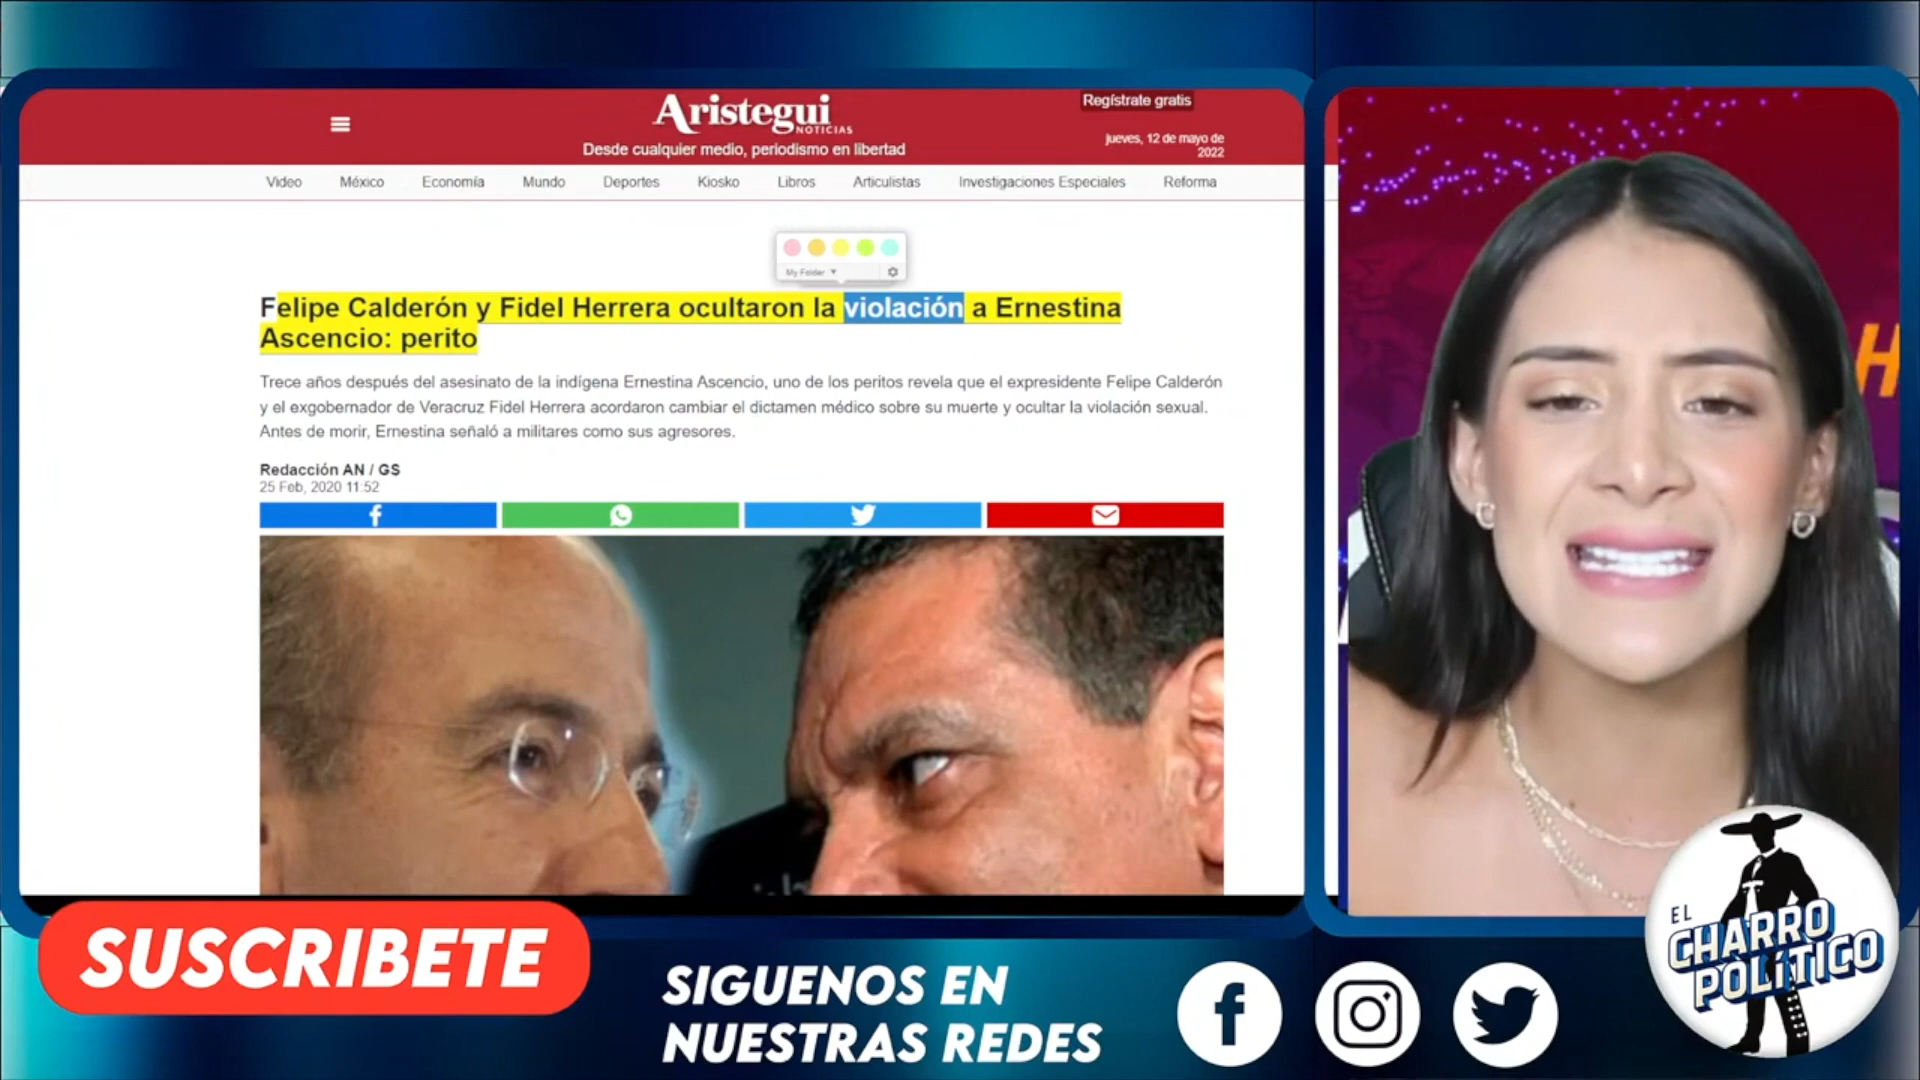 Aristegui
NOTICIAS
Desde cualquier medio, periodismo en libertad
Regístrate gratis
jueves, 12 de mayo de
2022
Video México Economía Mundo Deportes Kiosko Libros Articulistas Investigaciones Especiales Reforma
My Folder
Felipe Calderón y Fidel Herrera ocultaron la violación a Ernestina
Ascencio: perito
Trece años después del asesinato de la indígena Ernestina Ascencio, uno de los peritos revela que el expresidente Felipe Calderón
y el exgobernador de Veracruz Fidel Herrera acordaron cambiar el dictamen médico sobre su muerte y ocultar la violación sexual.
Antes de morir, Ernestina señaló a militares como sus agresores.
Redacción AN / GS
25 Feb, 2020 11:52
H
SUSCRIBETE
SIGUENOS EN
NUESTRAS REDES
EL
CHARRO
POLÍTICO